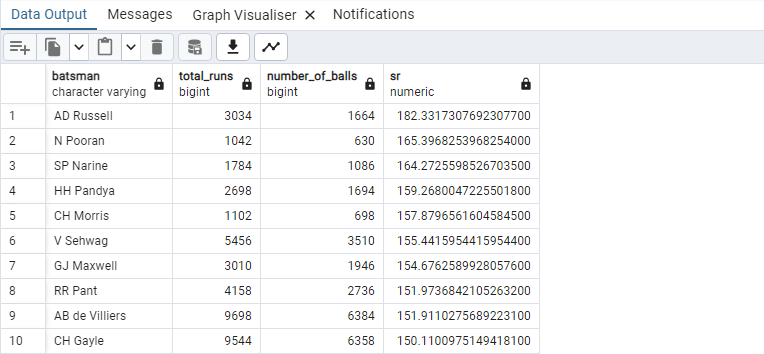 Data Output Messages Graph Visualiser Notifications
batsman total_runs number_of_balls sr
character varying bigint bigint numeric
1 AD Russell 3034 1664 182.3317307692307700
2 N Pooran 1042 630 165.3968253968254000
3 SP Narine 1784 1086 164.2725598526703500
4 HH Pandya 2698 1694 159.2680047225501800
5 CH Morris 1102 698 157.8796561604584500
6 V Sehwag 5456 3510 155.4415954415954400
7 GJ Maxwell 3010 1946 154.6762589928057600
8 RR Pant 4158 2736 151.9736842105263200
9 AB de Villiers 9698 6384 151.9110275689223100
10 CH Gayle 9544 6358 150.1100975149418100